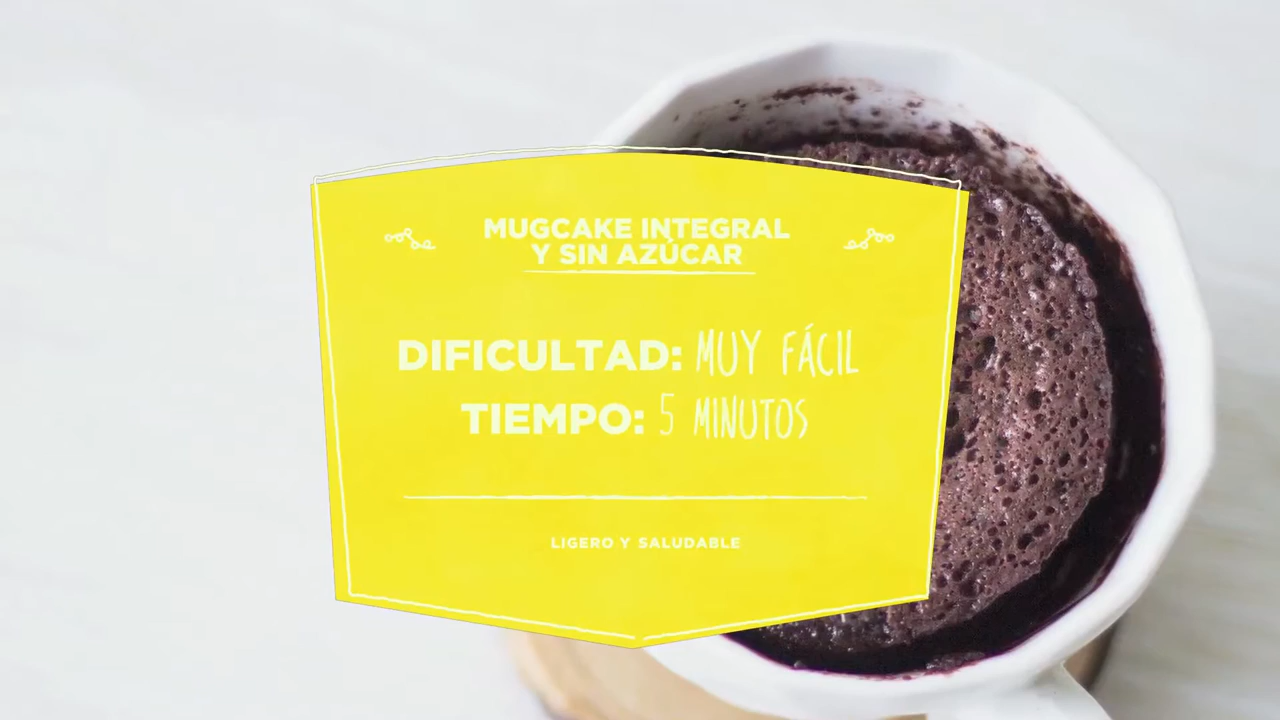 MUGCAKE INTEGRAL
Y SIN AZÚCAR
DIFICULTAD: MUY FÁCIL
TIEMPO: 5 MINUTOS
LIGERO Y SALUDABLE